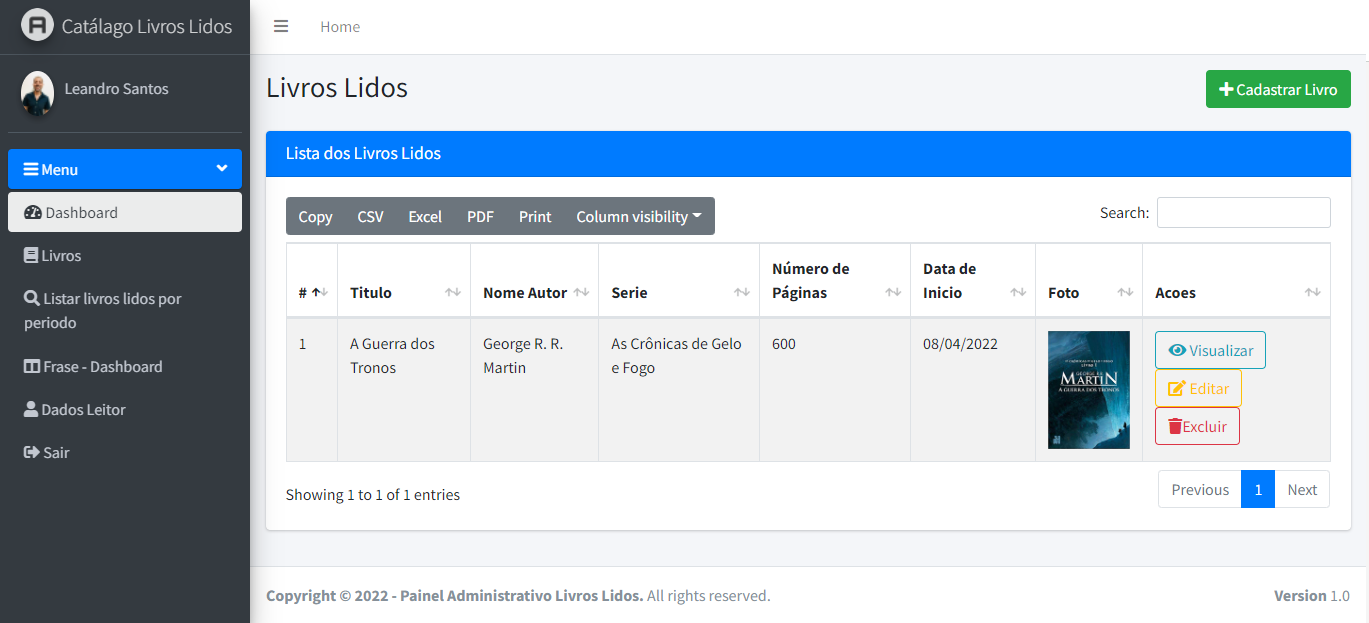 Catálago Livros Lidos
Home
Leandro Santos
Livros Lidos
Cadastrar Livro
Menu
Lista dos Livros Lidos
Dashboard
Livros
Listar livros lidos por
periodo
Frase - Dashboard
Dados Leitor
Sair
Copy CSV Excel PDF Print Column visibility
Search:
# Titulo Nome Autor Serie Número de Páginas Data de Inicio Foto Acoes
1 A Guerra dos Tronos George R. R. Martin As Crônicas de Gelo e Fogo 600 08/04/2022
MARTIN
A GUERRA DOS TRONOS
Visualizar
Editar
Excluir
Showing 1 to 1 of 1 entries
Previous 1 Next
Copyright © 2022 - Painel Administrativo Livros Lidos. All rights reserved.
Version 1.0